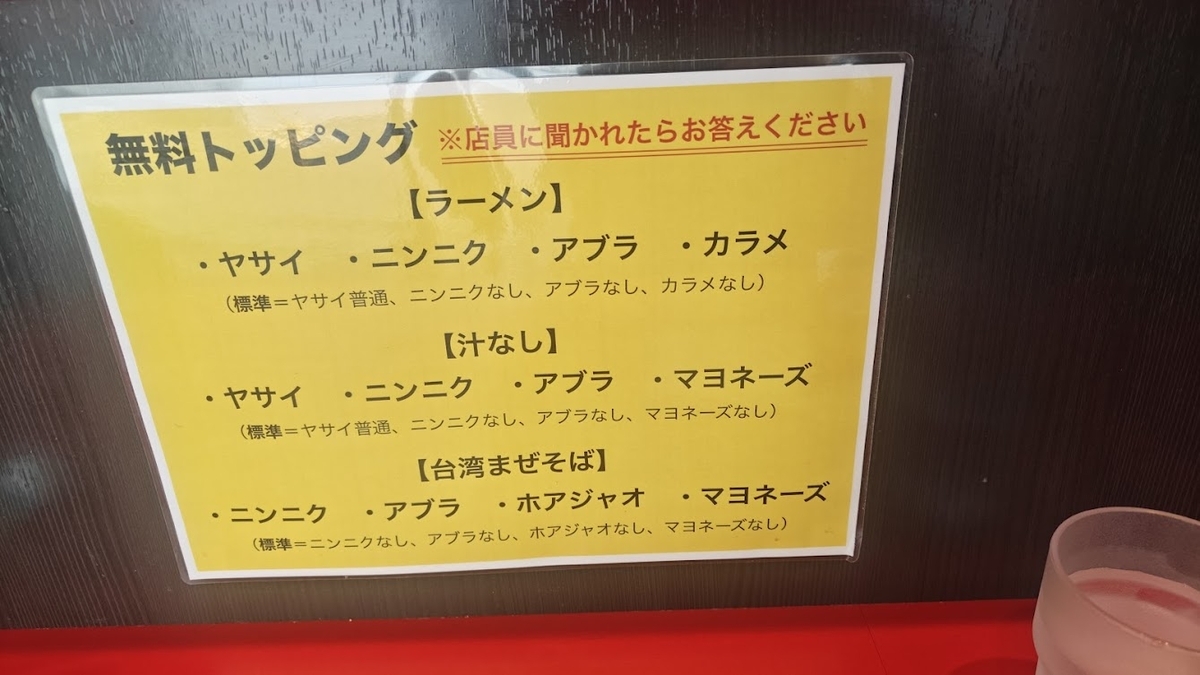 無料トッピング ※店員に聞かれたらお答えください
【ラーメン】
・ヤサイ ・ニンニク ・アブラ ・カラメ
(標準=ヤサイ普通、ニンニクなし、アブラなし、カラメなし)
【汁なし】
・ヤサイ ・ニンニク ・アブラ ・マヨネーズ
(標準=ヤサイ普通、ニンニクなし、アブラなし、マヨネーズなし)
【台湾まぜそば】
・ニンニク ・アブラ ・ホアジャオ ・マヨネーズ
(標準=ニンニクなし、アブラなし、ホアジャオなし、マヨネーズなし)